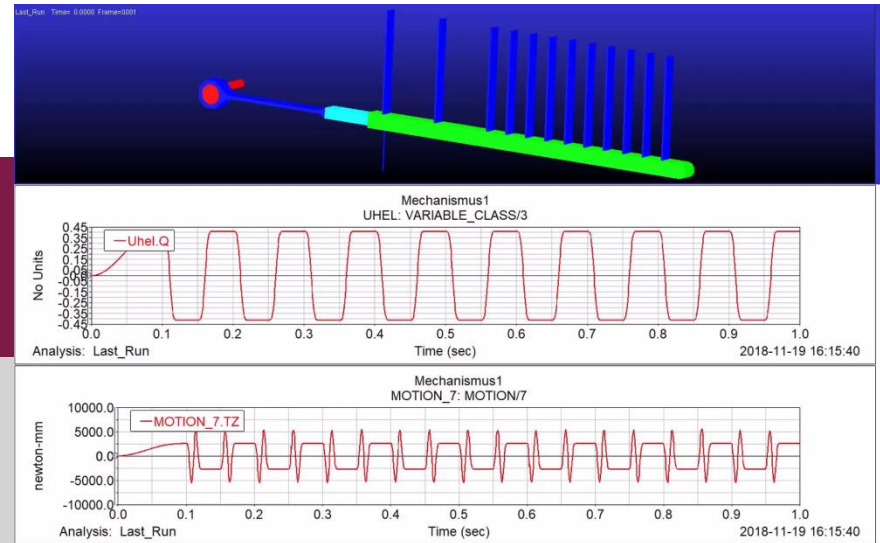 Last_Run Time= 0.0000 Frame=0001
Mechanismus1
UHEL: VARIABLE_CLASS/3
Uhel.Q
No Units
0.45
0.35
0.25
0.15
0.05
-0.05
-0.15
-0.25
-0.35
-0.45
0.0 0.1 0.2 0.3 0.4 0.5 0.6 0.7 0.8 0.9 1.0
Analysis: Last_Run Time (sec) 2018-11-19 16:15:40
Mechanismus1
MOTION_7: MOTION/7
MOTION_7.TZ
newton-mm
10000.0
5000.0
0.0
-5000.0
-10000.0
0.0 0.1 0.2 0.3 0.4 0.5 0.6 0.7 0.8 0.9 1.0
Analysis: Last_Run Time (sec) 2018-11-19 16:15:40